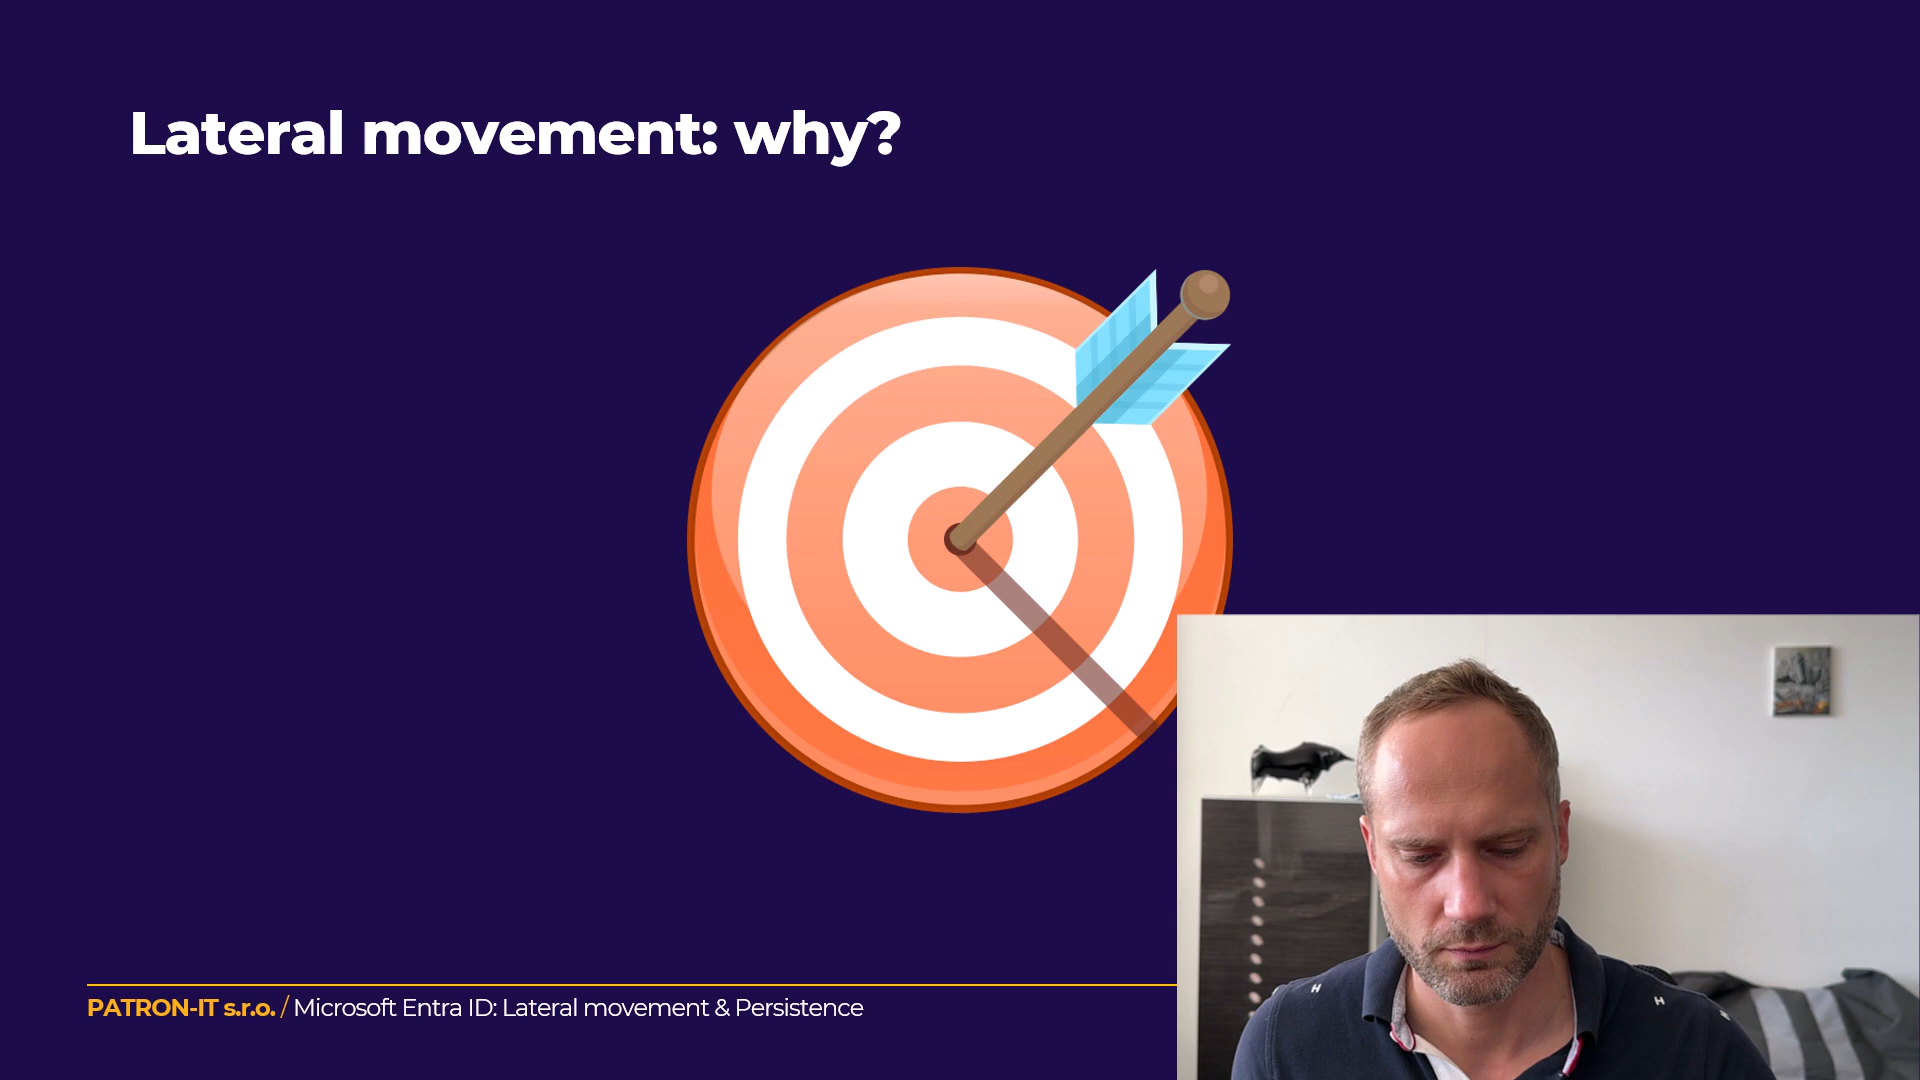 Lateral movement: why?
PATRON-IT s.r.o. / Microsoft Entra ID: Lateral movement & Persistence
H
H